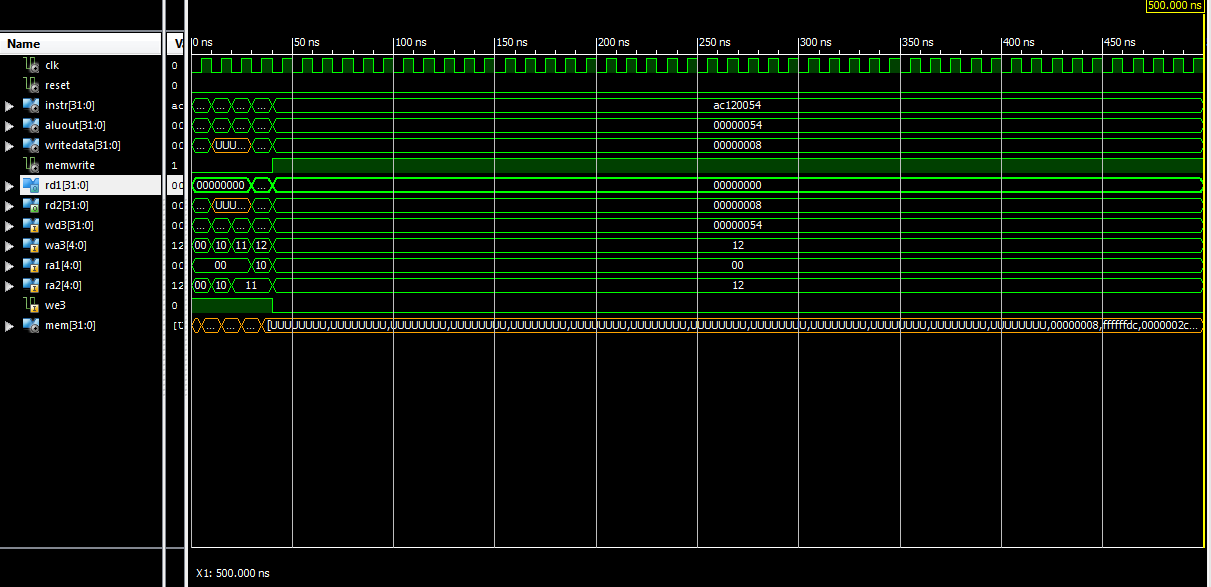 500.000 ns
Name V 0 ns 50 ns 100 ns 150 ns 200 ns 250 ns 300 ns 350 ns 400 ns 450 ns
clk 0
reset 0
instr[31:0] ac ... ... ... ... ac120054
aluout[31:0] 00 ... ... ... ... 00000054
writedata[31:0] 00 ... UUU... ... 00000008
memwrite 1
rd1[31:0] 00 00000000 ... 00000000
rd2[31:0] 00 ... UUU... ... 00000008
wd3[31:0] 00 ... ... ... ... 00000054
wa3[4:0] 12 00 10 11 12 12
ra1[4:0] 00 00 10 00
ra2[4:0] 12 00 10 11 12
we3 0
mem[31:0] [U ... ... ... [UUUUUUUU,UUUUUUUU,UUUUUUUU,UUUUUUUU,UUUUUUUU,UUUUUUUU,UUUUUUUU,UUUUUUUU,UUUUUUUU,UUUUUUUU,UUUUUUUU,UUUUUUUU,UUUUUUUU,00000008,ffffffdc,0000002c...
X1: 500.000 ns